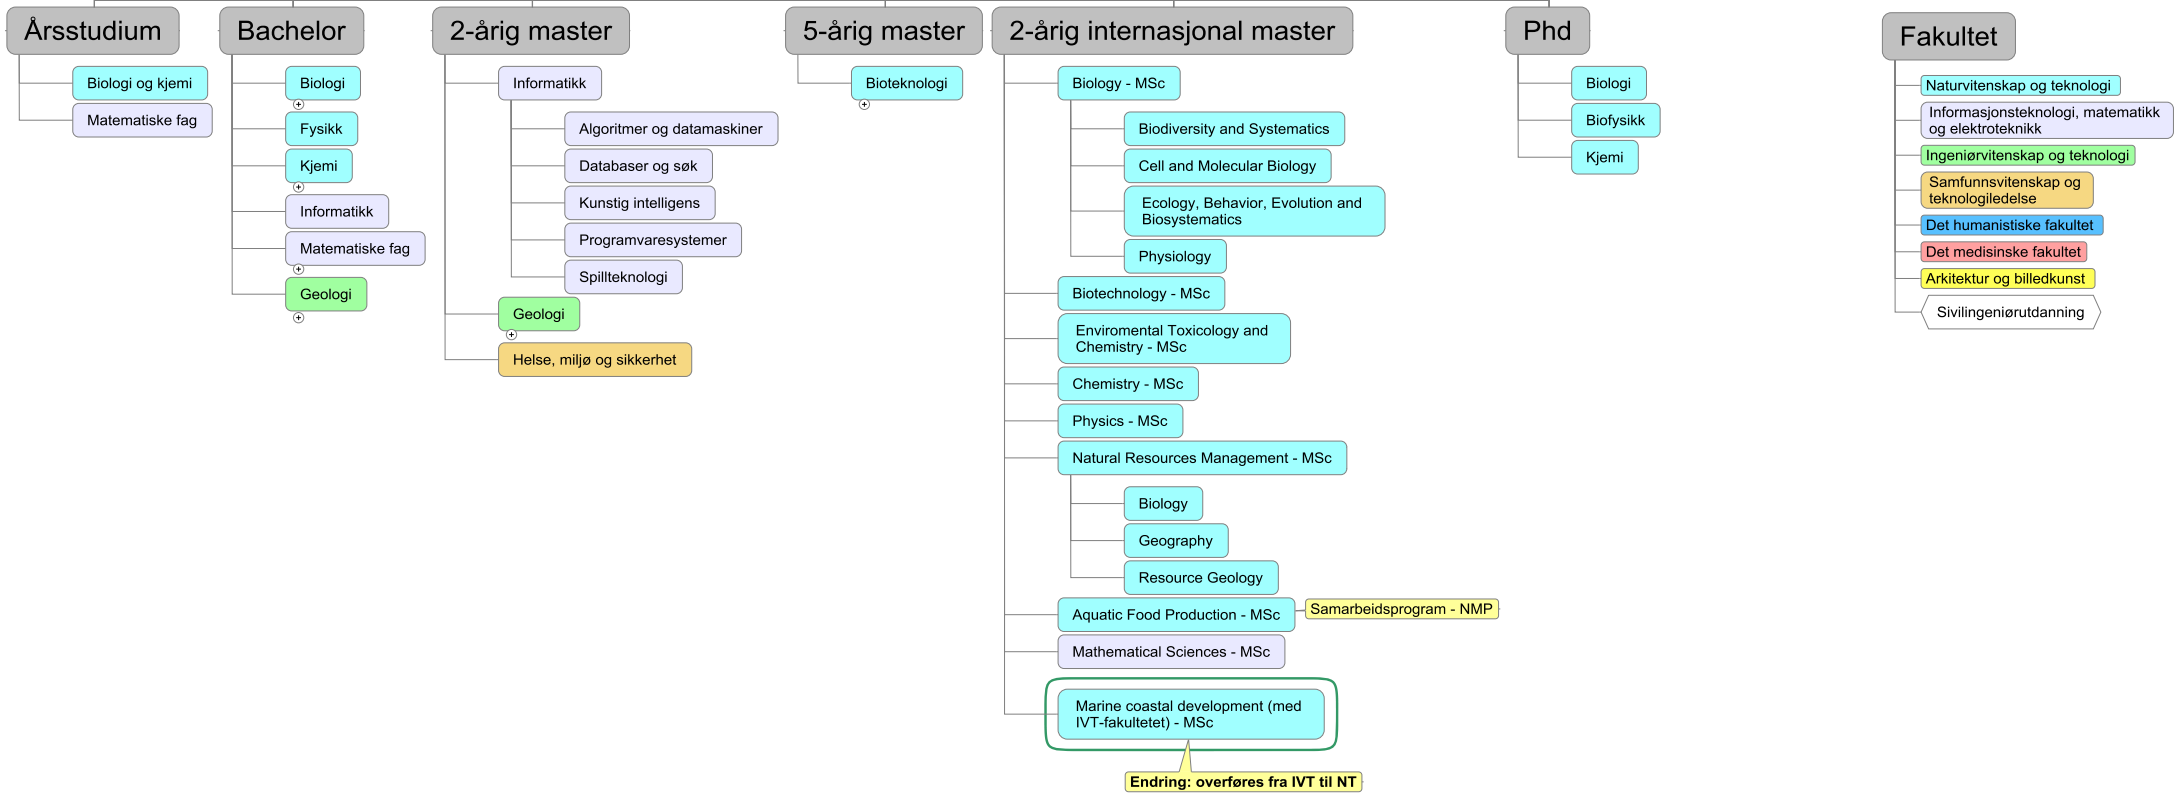 Årsstudium
Biologi og kjemi
Matematiske fag
Bachelor
Biologi
Fysikk
Kjemi
Informatikk
Matematiske fag
Geologi
2-årig master
Informatikk
Algoritmer og datamaskiner
Databaser og søk
Kunstig intelligens
Programvaresystemer
Spillteknologi
Geologi
Helse, miljø og sikkerhet
5-årig master
Bioteknologi
2-årig internasjonal master
Biology - MSc
Biodiversity and Systematics
Cell and Molecular Biology
Ecology, Behavior, Evolution and
Biosystematics
Physiology
Biotechnology - MSc
Enviromental Toxicology and
Chemistry - MSc
Chemistry - MSc
Physics - MSc
Natural Resources Management - MSc
Biology
Geography
Resource Geology
Aquatic Food Production - MSc
Samarbeidsprogram - NMP
Mathematical Sciences - MSc
Marine coastal development (med
IVT-fakultetet) - MSc
Endring: overføres fra IVT til NT
Phd
Biologi
Biofysikk
Kjemi
Fakultet
Naturvitenskap og teknologi
Informasjonsteknologi, matematikk
og elektroteknikk
Ingeniørvitenskap og teknologi
Samfunnsvitenskap og
teknologiledelse
Det humanistiske fakultet
Det medisinske fakultet
Arkitektur og billedkunst
Sivilingeniørutdanning